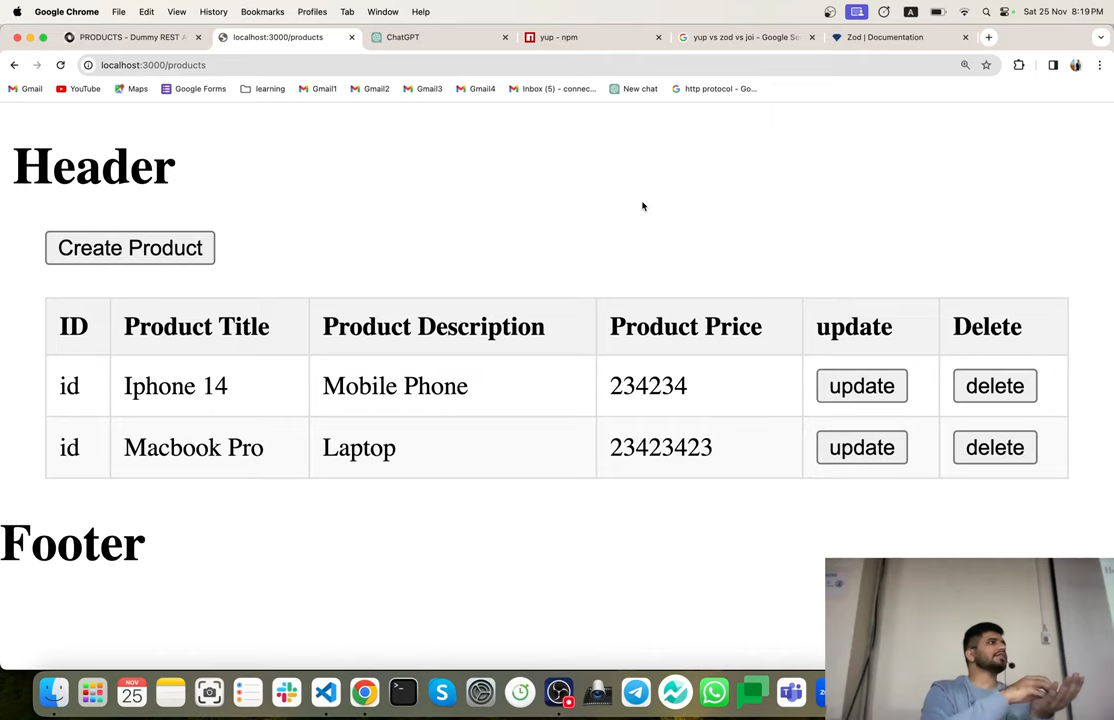 Google Chrome File Edit View History Bookmarks Profiles Tab Window Help A Sat 25 Nov 8:19 PM
PRODUCTS - Dummy REST A localhost:3000/products ChatGPT yup - npm yup vs zod vs joi - Google Se Zod | Documentation
localhost:3000/products
Gmail YouTube Maps Google Forms learning Gmail1 Gmail2 Gmail3 Gmail4 Inbox (5) - connec... New chat http protocol - Go...
Header
Create Product
ID Product Title Product Description Product Price update Delete
id Iphone 14 Mobile Phone 234234 update delete
id Macbook Pro Laptop 23423423 update delete
Footer
NOV
25